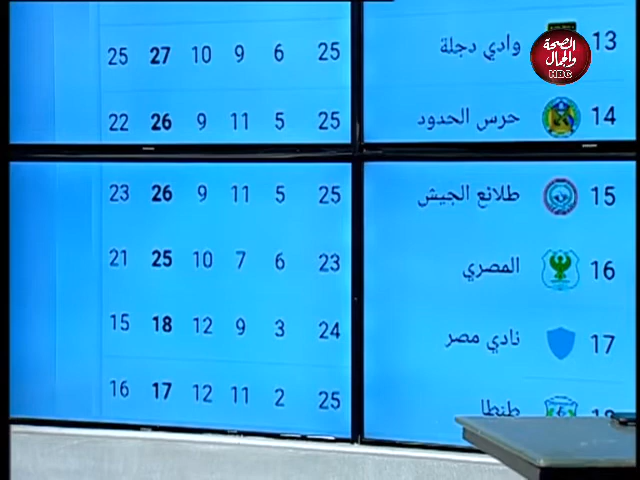 الصحة
والجمال
HBC
13 وادي دجلة 25 6 9 10 27 25
14 حرس الحدود 25 5 11 9 26 22
15 طلائع الجيش 25 5 11 9 26 23
16 المصري 23 6 7 10 25 21
17 نادي مصر 24 3 9 12 18 15
18 طنطا 25 2 11 12 17 16